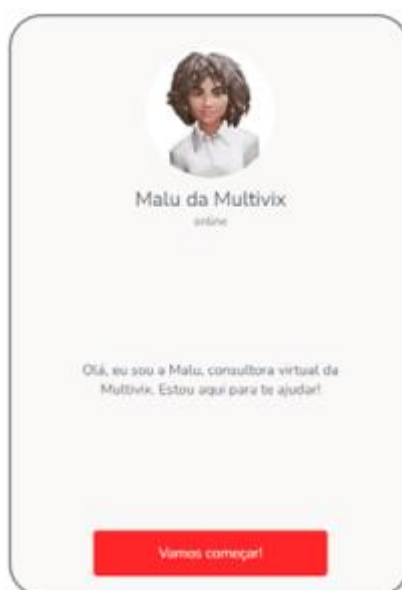 Malu da Multivix
online
Olá, eu sou a Malu, consultora virtual da
Multivix. Estou aqui para te ajudar!
Vamos começar!